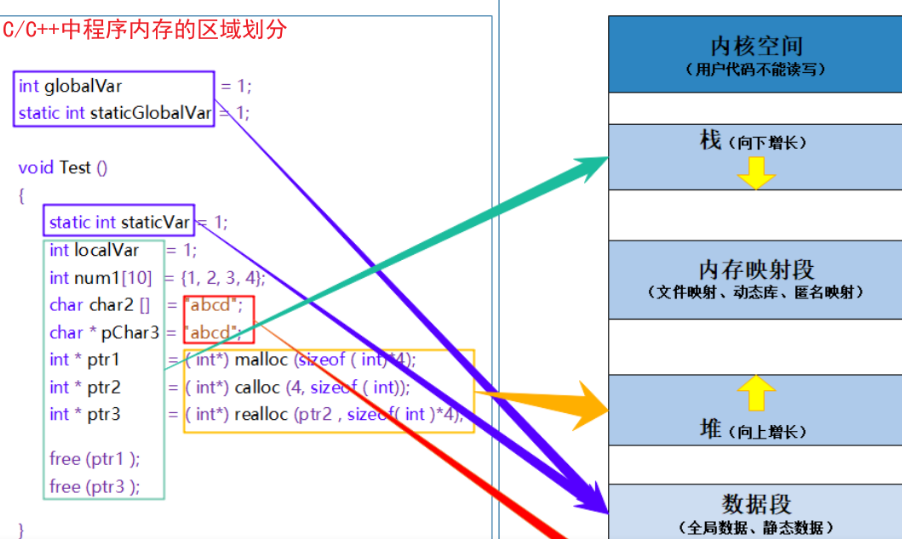 C/C++中程序内存的区域划分
int globalVar = 1;
static int staticGlobalVar = 1;
void Test ()
{
static int staticVar = 1;
int localVar = 1;
int num1[10] = {1, 2, 3, 4};
char char2 [] = "abcd";
char * pChar3 = "abcd";
int * ptr1 = ( int*) malloc (sizeof ( int)*4);
int * ptr2 = ( int*) calloc (4, sizeof ( int));
int * ptr3 = ( int*) realloc (ptr2 , sizeof( int )*4);
free (ptr1 );
free (ptr3 );
}
内核空间
（用户代码不能读写）
栈（向下增长）
内存映射段
（文件映射、动态库、匿名映射）
堆（向上增长）
数据段
（全局数据、静态数据）